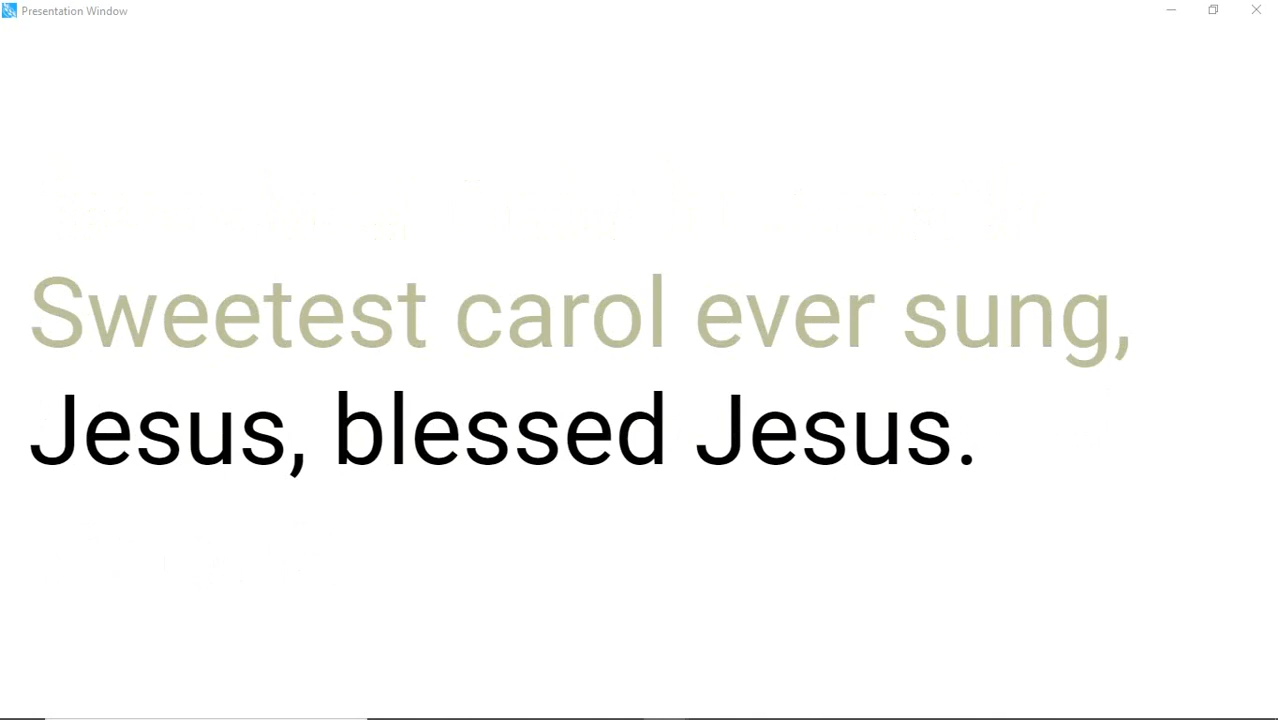 Presentation Window
Sweetest carol ever sung,
Jesus, blessed Jesus.